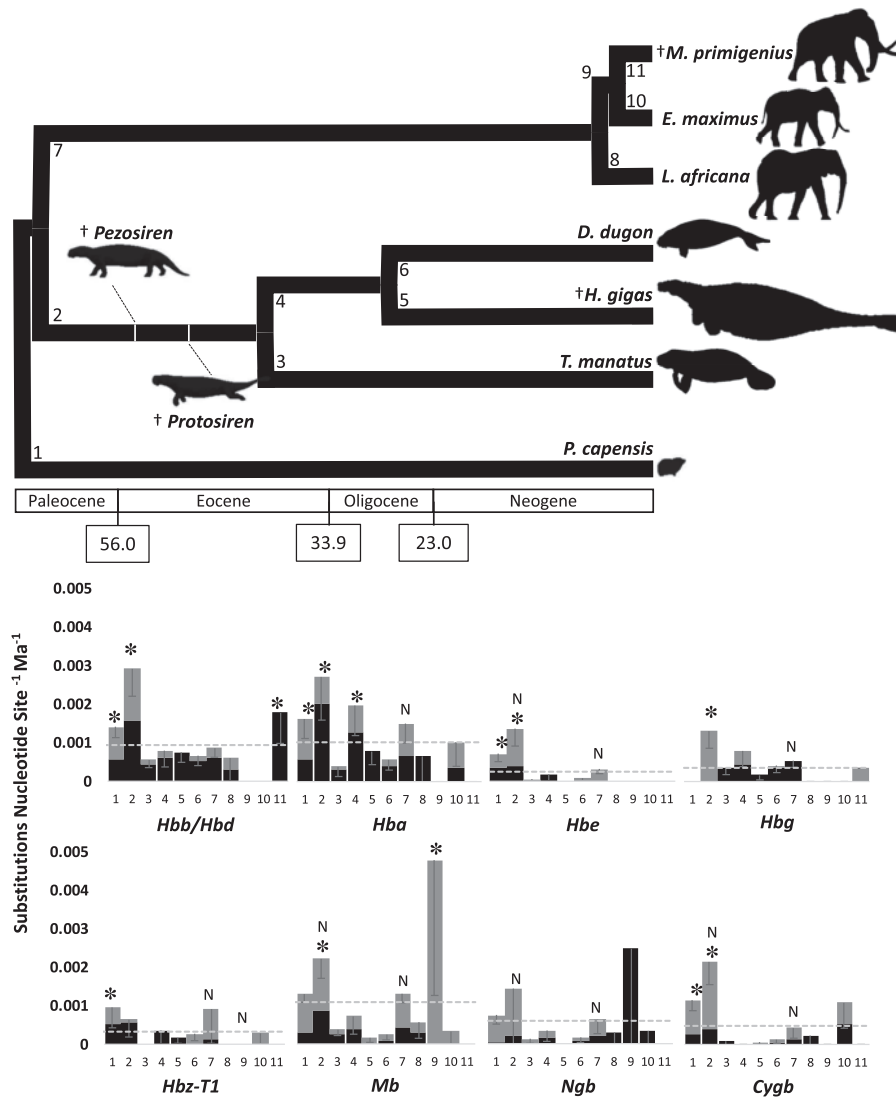 †M. primigenius
9
11
10
E. maximus
7
8
L. africana
† Pezosiren
D. dugon
6
4
5
†H. gigas
2
3
T. manatus
† Protosiren
1
P. capensis
Paleocene Eocene Oligocene Neogene
56.0 33.9 23.0
Substitutions Nucleotide Site -1 Ma-1
0.005
0.004
0.003
0.002
0.001
0
* * * * * * N N * * N * N
1 2 3 4 5 6 7 8 9 10 11 1 2 3 4 5 6 7 8 9 10 11 1 2 3 4 5 6 7 8 9 10 11 1 2 3 4 5 6 7 8 9 10 11
Hbb/Hbd Hba Hbe Hbg
0.005
0.004
0.003
0.002
0.001
0
* N N N * N * N N * N * N
1 2 3 4 5 6 7 8 9 10 11 1 2 3 4 5 6 7 8 9 10 11 1 2 3 4 5 6 7 8 9 10 11 1 2 3 4 5 6 7 8 9 10 11
Hbz-T1 Mb Ngb Cygb